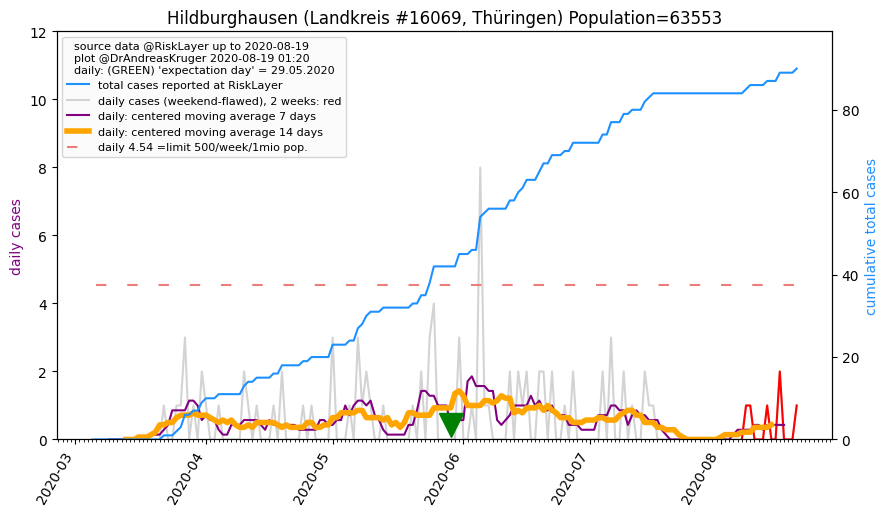 Hildburghausen (Landkreis #16069, Thüringen) Population=63553
source data @RiskLayer up to 2020-08-19
plot @DrAndreasKruger 2020-08-19 01:20
daily: (GREEN) 'expectation day' = 29.05.2020
total cases reported at RiskLayer
daily cases (weekend-flawed), 2 weeks: red
daily: centered moving average 7 days
daily: centered moving average 14 days
daily 4.54 =limit 500/week/1mio pop.
daily cases
12
10
8
6
4
2
0
cumulative total cases
80
60
40
20
0
2020-03
2020-04
2020-05
2020-06
2020-07
2020-08